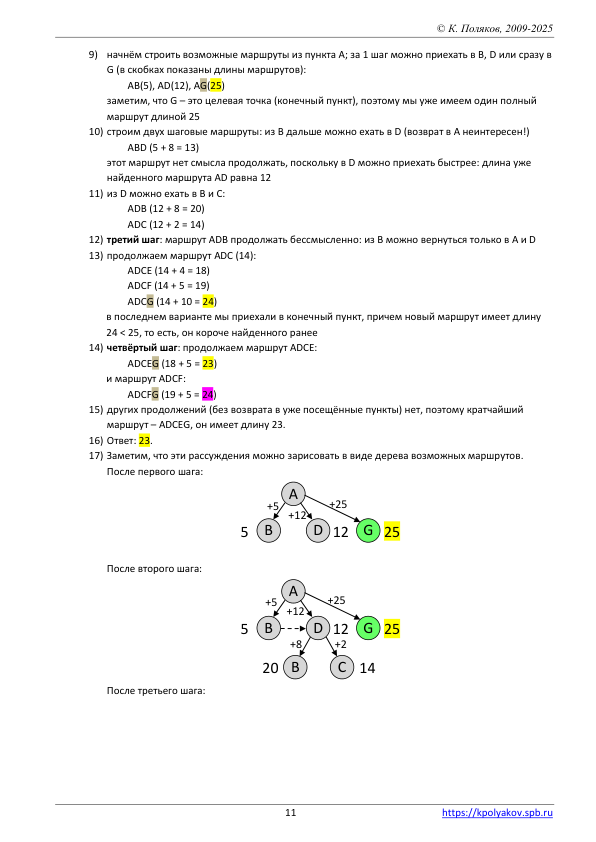 © К. Поляков, 2009-2025
9) начнём строить возможные маршруты из пункта A; за 1 шаг можно приехать в B, D или сразу в
G (в скобках показаны длины маршрутов):
AB(5), AD(12), AG(25)
заметим, что G – это целевая точка (конечный пункт), поэтому мы уже имеем один полный
маршрут длиной 25
10) строим двух шаговые маршруты: из B дальше можно ехать в D (возврат в A неинтересен!)
ABD (5 + 8 = 13)
этот маршрут нет смысла продолжать, поскольку в D можно приехать быстрее: длина уже
найденного маршрута AD равна 12
11) из D можно ехать в B и C:
ADB (12 + 8 = 20)
ADC (12 + 2 = 14)
12) третий шаг: маршрут ADB продолжать бессмысленно: из B можно вернуться только в A и D
13) продолжаем маршрут ADC (14):
ADCE (14 + 4 = 18)
ADCF (14 + 5 = 19)
ADCG (14 + 10 = 24)
в последнем варианте мы приехали в конечный пункт, причем новый маршрут имеет длину
24 < 25, то есть, он короче найденного ранее
14) четвёртый шаг: продолжаем маршрут ADCE:
ADCEG (18 + 5 = 23)
и маршрут ADCF:
ADCFG (19 + 5 = 24)
15) других продолжений (без возврата в уже посещённые пункты) нет, поэтому кратчайший
маршрут – ADCEG, он имеет длину 23.
16) Ответ: 23.
17) Заметим, что эти рассуждения можно зарисовать в виде дерева возможных маршрутов.
После первого шага:
A
+5 +12 +25
5 B D 12 G 25
После второго шага:
A
+5 +12 +25
5 B D 12 G 25
+8 +2
20 B C 14
После третьего шага:
11 https://kpolyakov.spb.ru